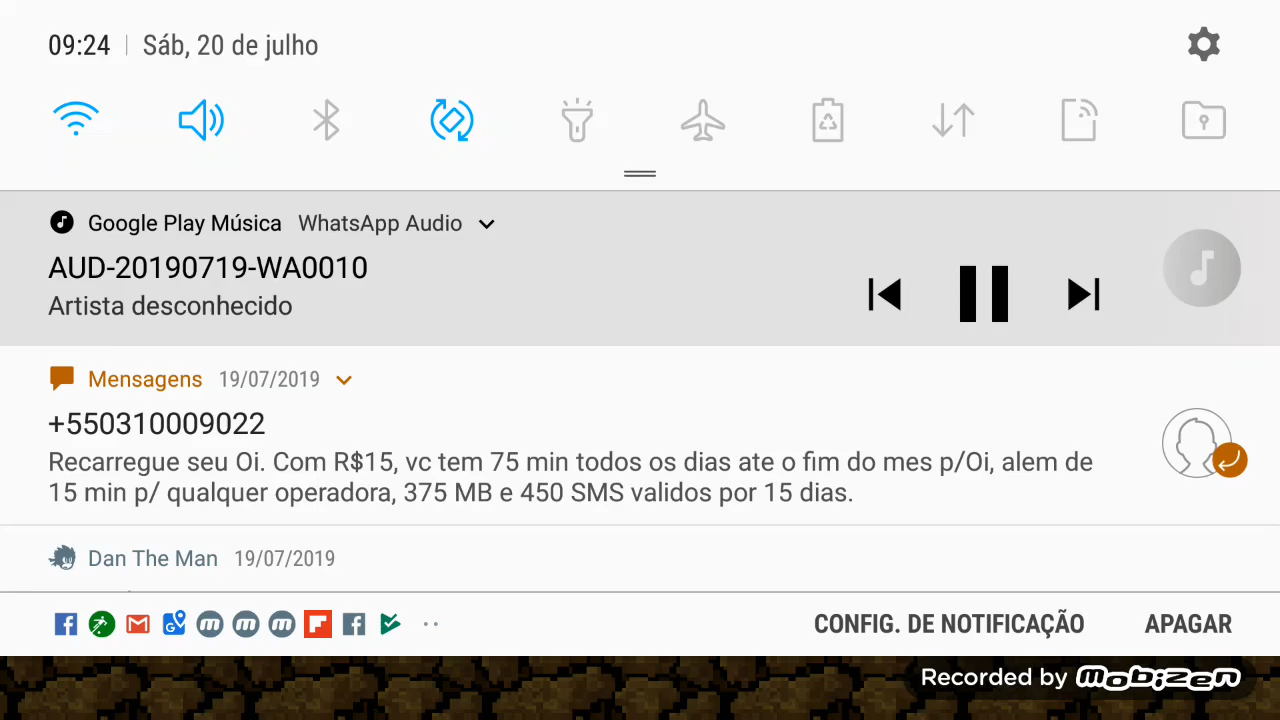 09:24 | Sáb, 20 de julho
Google Play Música WhatsApp Audio
AUD-20190719-WA0010
Artista desconhecido
Mensagens 19/07/2019
+550310009022
Recarregue seu Oi. Com R$15, vc tem 75 min todos os dias ate o fim do mes p/Oi, alem de
15 min p/ qualquer operadora, 375 MB e 450 SMS validos por 15 dias.
Dan The Man 19/07/2019
CONFIG. DE NOTIFICAÇÃO APAGAR
Recorded by mobizen